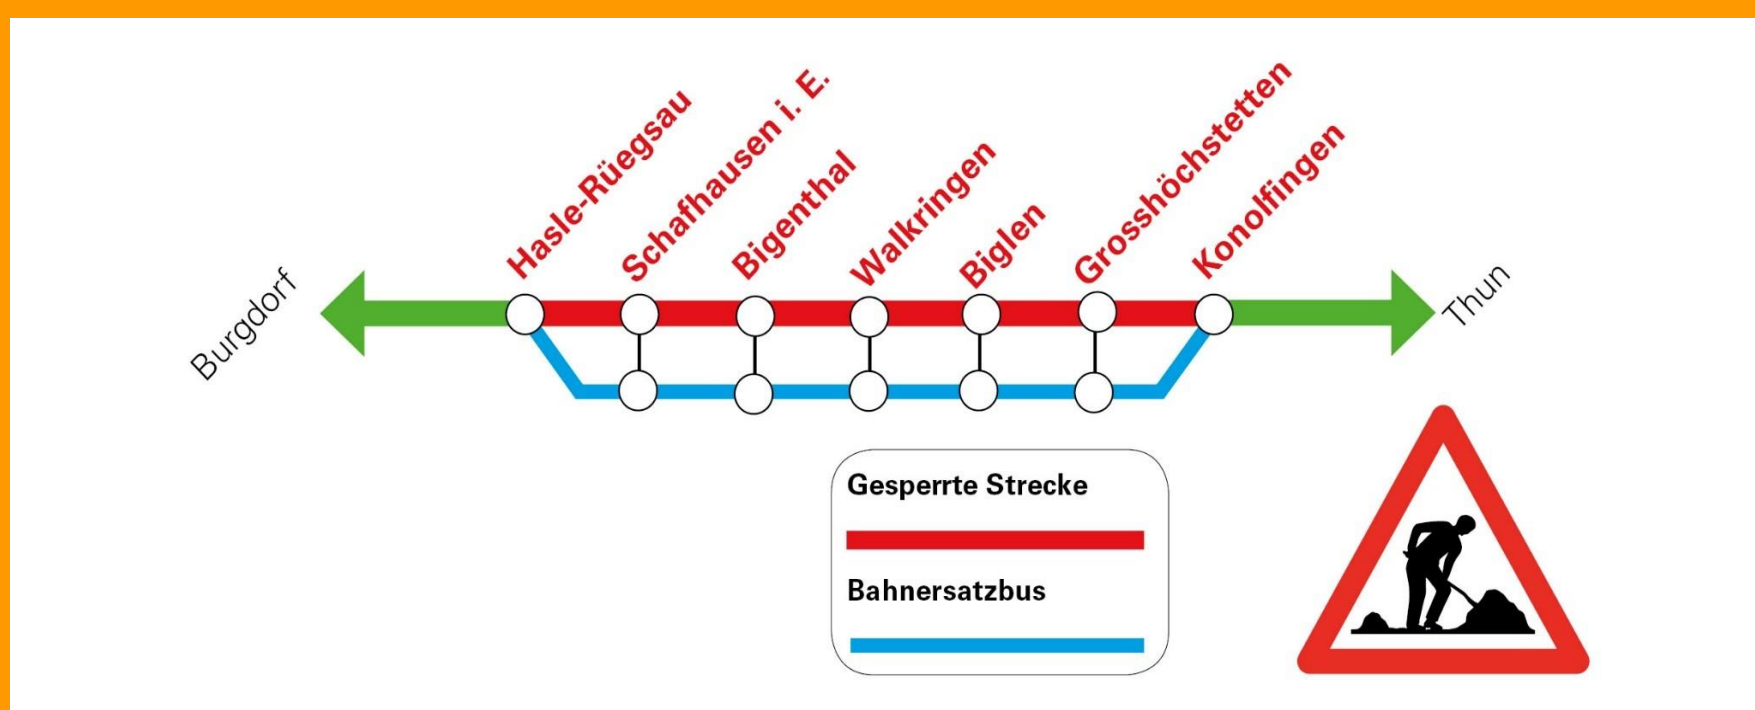 Burgdorf
Hasle-Rüegsau
Schafhausen i. E.
Bigenthal
Walkringen
Biglen
Grosshöchstetten
Konolfingen
Thun
Gesperrte Strecke
Bahnersatzbus